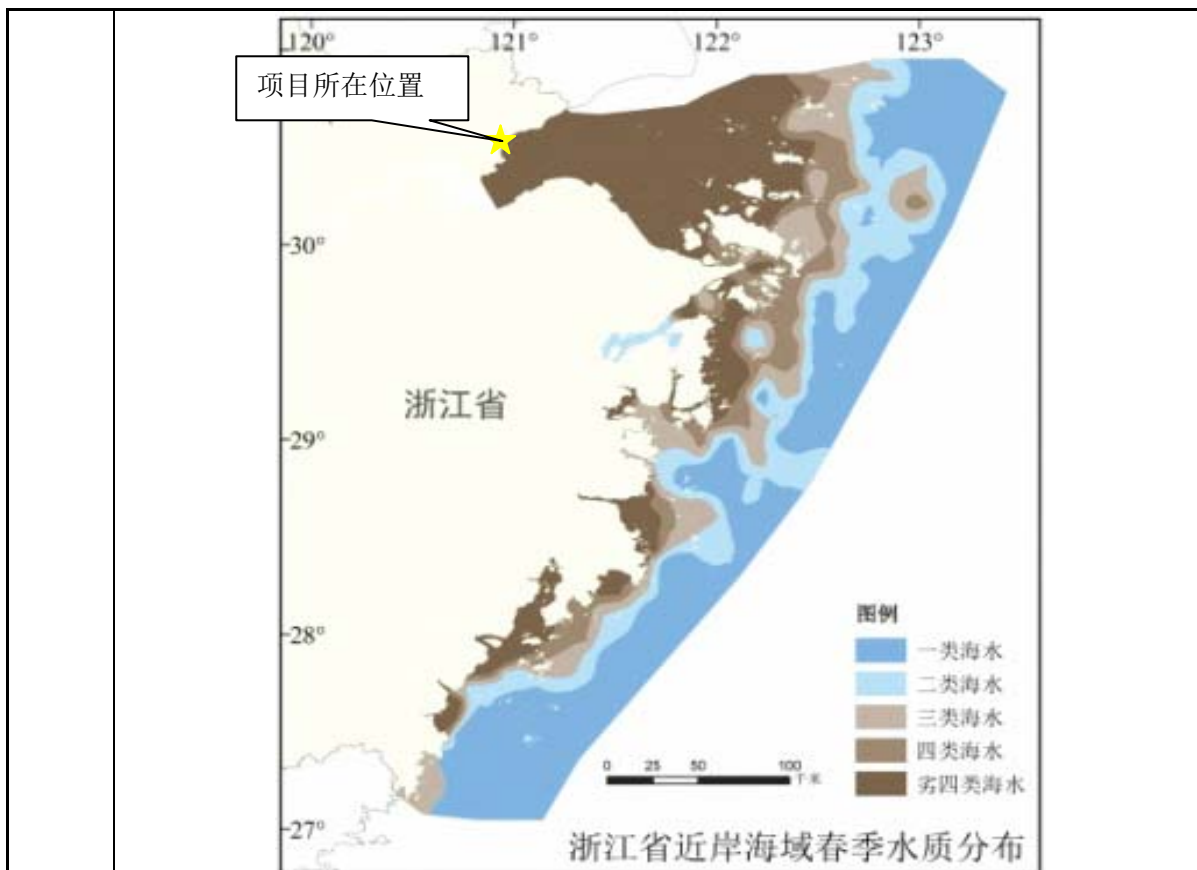 120° 121° 122° 123°
项目所在位置
30°
浙江省
29°
28°
27°
图例
一类海水
二类海水
三类海水
四类海水
劣四类海水
0 25 50 100
千米
浙江省近岸海域春季水质分布